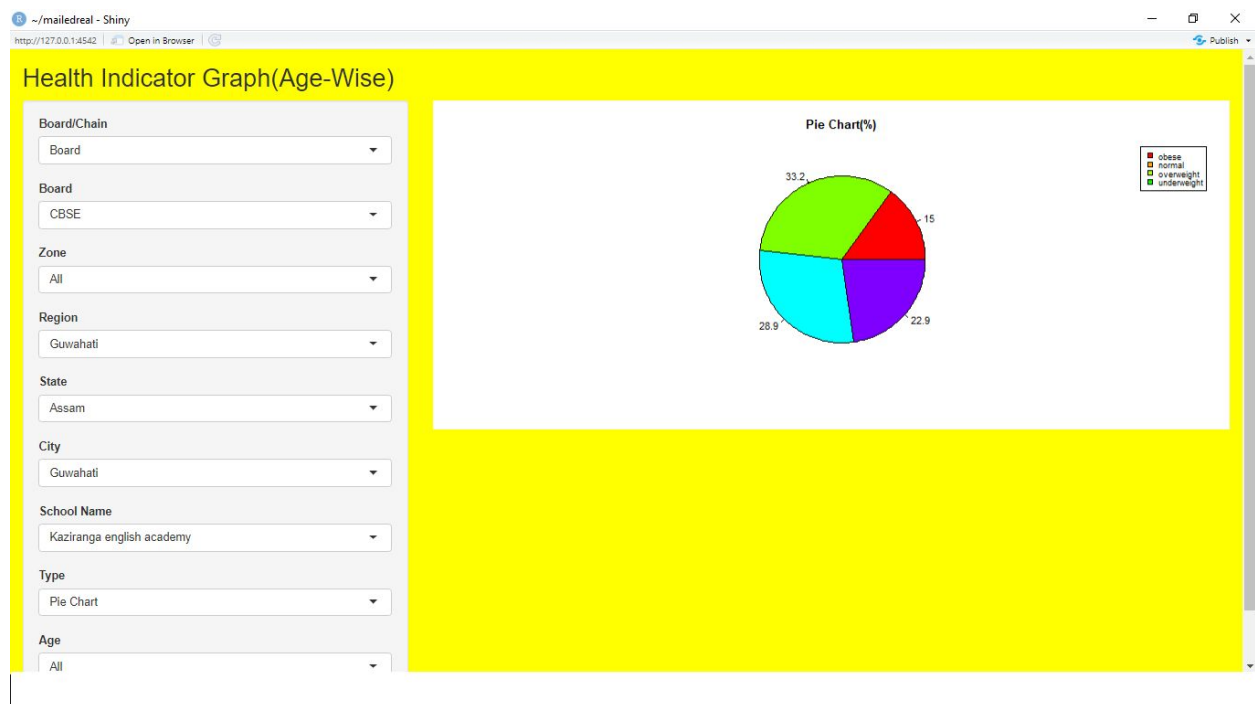 ~/mailedreal - Shiny
http://127.0.0.1:4542 Open in Browser Publish
Health Indicator Graph(Age-Wise)
Board/Chain
Board
Board
CBSE
Zone
All
Region
Guwahati
State
Assam
City
Guwahati
School Name
Kaziranga english academy
Type
Pie Chart
Age
All
Pie Chart(%)
obese
normal
overweight
underweight
33.2
15
28.9
22.9